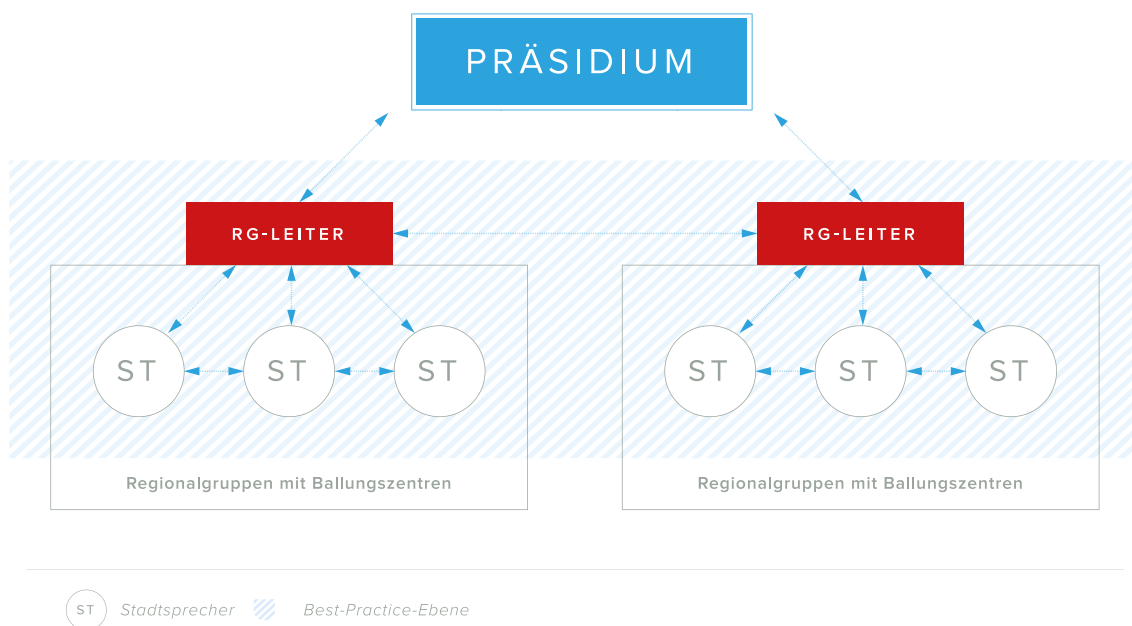 PRÄSIDIUM
RG-LEITER
RG-LEITER
ST
ST
ST
ST
ST
ST
Regionalgruppen mit Ballungszentren
Regionalgruppen mit Ballungszentren
ST
Stadtsprecher
Best-Practice-Ebene